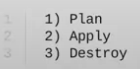 1 1) Plan
2 2) Apply
3 3) Destroy